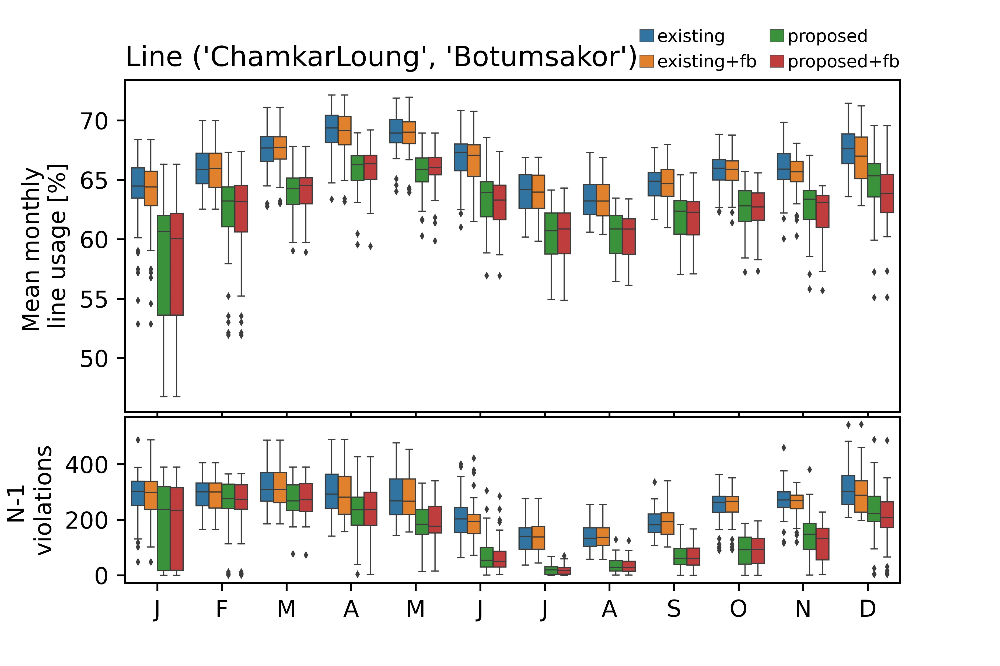 Line ('ChamkarLoung', 'Botumsakor')
existing
existing+fb
proposed
proposed+fb
Mean monthly
line usage [%]
70
65
60
55
50
N-1
violations
400
200
0
J F M A M J J A S O N D